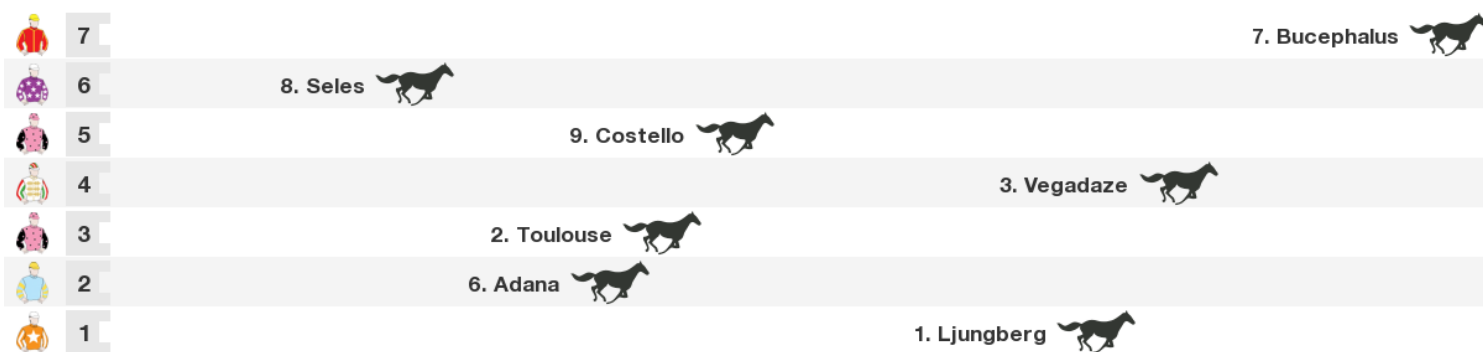 7 7. Bucephalus
6 8. Seles
5 9. Costello
4 3. Vegadaze
3 2. Toulouse
2 6. Adana
1 1. Ljungberg